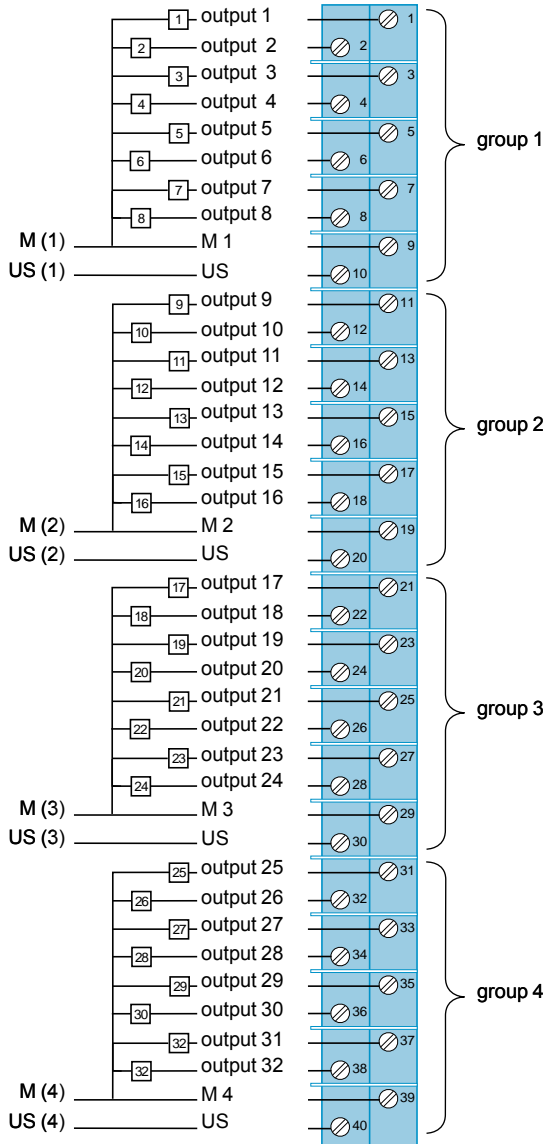 1 output 1 1
2 output 2 2
3 output 3 3
4 output 4 4
5 output 5 5
group 1
6 output 6 6
7 output 7 7
8 output 8 8
M (1) M 1 9
US (1) US 10
9 output 9 11
10 output 10 12
11 output 11 13
12 output 12 14
13 output 13 15
group 2
14 output 14 16
15 output 15 17
16 output 16 18
M (2) M 2 19
US (2) US 20
17 output 17 21
18 output 18 22
19 output 19 23
20 output 20 24
21 output 21 25
group 3
22 output 22 26
23 output 23 27
24 output 24 28
M (3) M 3 29
US (3) US 30
25 output 25 31
26 output 26 32
27 output 27 33
28 output 28 34
29 output 29 35
group 4
30 output 30 36
32 output 31 37
32 output 32 38
M (4) M 4 39
US (4) US 40